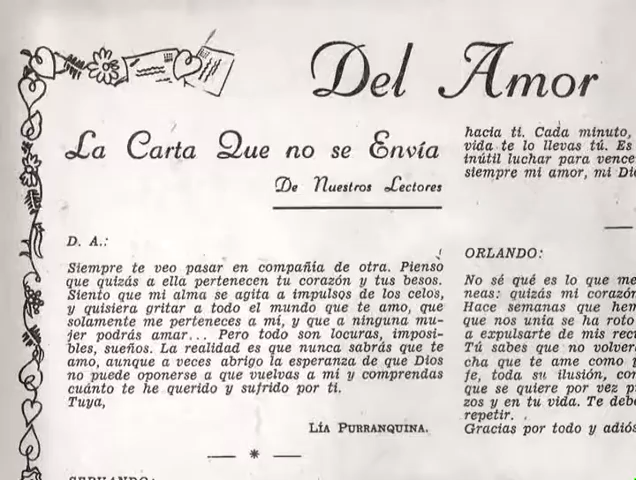 Del Amor
La Carta Que no se Envía
De Nuestros Lectores
D. A.:
Siempre te veo pasar en compañía de otra. Pienso
que quizás a ella pertenecen tu corazón y tus besos.
Siento que mi alma se agita a impulsos de los celos,
y quisiera gritar a todo el mundo que te amo, que
solamente me perteneces a mí, y que a ninguna mu-
jer podrás amar... Pero todo son locuras, imposi-
bles, sueños. La realidad es que nunca sabrás que te
amo, aunque a veces abrigo la esperanza de que Dios
no puede oponerse a que vuelvas a mí y comprendas
cuánto te he querido y sufrido por ti.
Tuya,
LÍA PURRANQUINA.
hacia ti. Cada minuto,
vida te lo llevas tú. Es
inútil luchar para vence
siempre mi amor, mi Di
ORLANDO:
No sé qué es lo que me
neas: quizás mi corazón
Hace semanas que hem
que nos unía se ha roto
a expulsarte de mis rec
Tú sabes que no volver
cha que te ame como
fe, toda su ilusión, con
que se quiere por vez p
zos y en tu vida. Te debe
repetir.
Gracias por todo y adiós